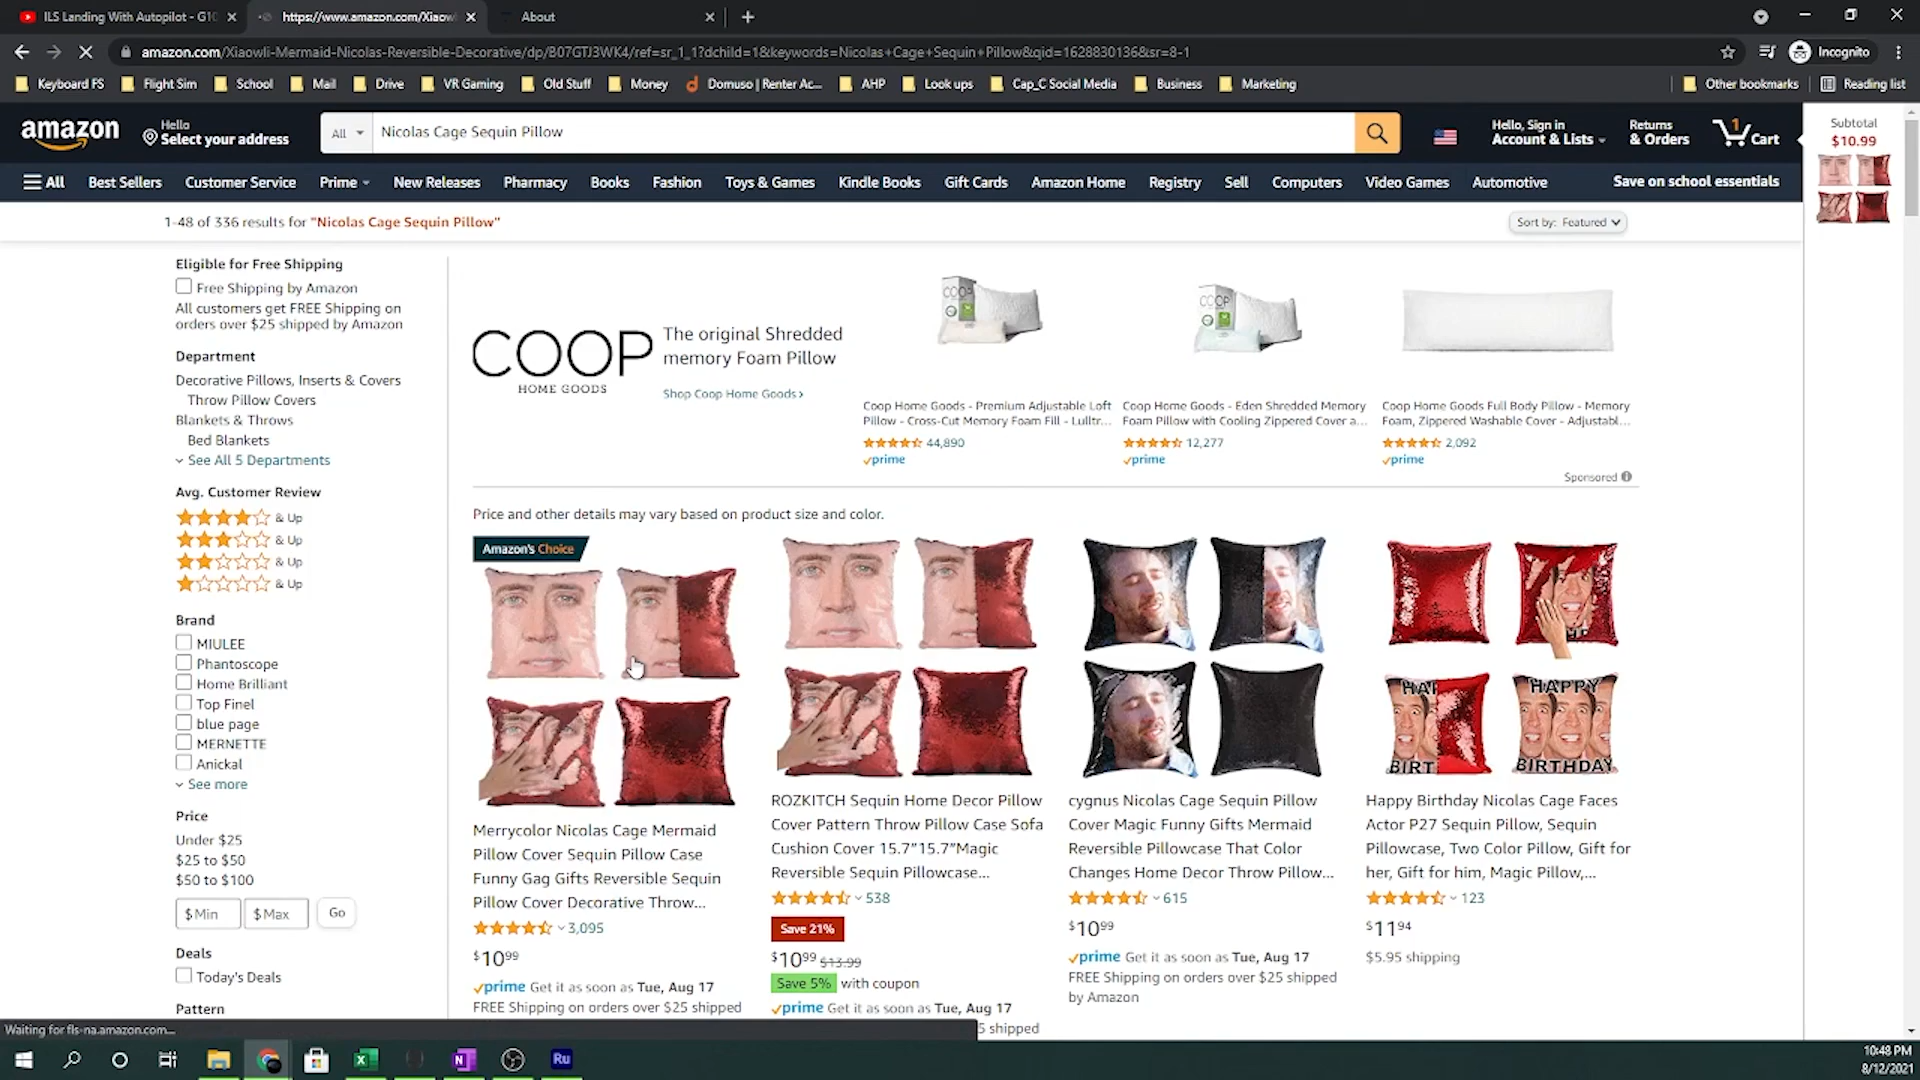 ILS Landing With Autopilot - G10
https://www.amazon.com/Xiaowl
About
amazon.com/Xiaowli-Mermaid-Nicolas-Reversible-Decorative/dp/B07GTJ3WK4/ref=sr_1_1?dchild=1&keywords=Nicolas+Cage+Sequin+Pillow&qid=1628830136&sr=8-1
Incognito
Keyboard FS Flight Sim School Mail Drive VR Gaming Old Stuff Money Domuso | Renter Ac... AHP Look ups Cap_C Social Media Business Marketing Other bookmarks Reading list
amazon
Hello
Select your address
All
Nicolas Cage Sequin Pillow
Hello, Sign in
Account & Lists
Returns
& Orders
1
Cart
Subtotal
$10.99
All Best Sellers Customer Service Prime New Releases Pharmacy Books Fashion Toys & Games Kindle Books Gift Cards Amazon Home Registry Sell Computers Video Games Automotive Save on school essentials
1-48 of 336 results for "Nicolas Cage Sequin Pillow"
Sort by: Featured
Eligible for Free Shipping
Free Shipping by Amazon
All customers get FREE Shipping on
orders over $25 shipped by Amazon
Department
Decorative Pillows, Inserts & Covers
Throw Pillow Covers
Blankets & Throws
Bed Blankets
See All 5 Departments
Avg. Customer Review
& Up
& Up
& Up
& Up
Brand
MIULEE
Phantoscope
Home Brilliant
Top Finel
blue page
MERNETTE
Anickal
See more
Price
Under $25
$25 to $50
$50 to $100
$ Min $ Max Go
Deals
Today's Deals
Pattern
COOP
HOME GOODS
The original Shredded
memory Foam Pillow
Shop Coop Home Goods ›
COOP
COOP
Coop Home Goods - Premium Adjustable Loft
Pillow - Cross-Cut Memory Foam Fill - Lulltr...
44,890
prime
Coop Home Goods - Eden Shredded Memory
Foam Pillow with Cooling Zippered Cover a...
12,277
prime
Coop Home Goods Full Body Pillow - Memory
Foam, Zippered Washable Cover - Adjustabl...
2,092
prime
Sponsored
Price and other details may vary based on product size and color.
Amazon's Choice
Merrycolor Nicolas Cage Mermaid
Pillow Cover Sequin Pillow Case
Funny Gag Gifts Reversible Sequin
Pillow Cover Decorative Throw...
3,095
$10 99
prime Get it as soon as Tue, Aug 17
FREE Shipping on orders over $25 shipped
ROZKITCH Sequin Home Decor Pillow
Cover Pattern Throw Pillow Case Sofa
Cushion Cover 15.7"15.7"Magic
Reversible Sequin Pillowcase...
538
Save 21%
$10 99 $13.99
Save 5% with coupon
prime Get it as soon as Tue, Aug 17
5 shipped
cygnus Nicolas Cage Sequin Pillow
Cover Magic Funny Gifts Mermaid
Reversible Pillowcase That Color
Changes Home Decor Throw Pillow...
615
$10 99
prime Get it as soon as Tue, Aug 17
FREE Shipping on orders over $25 shipped
by Amazon
HAPPY
BIRT
BIRTHDAY
Happy Birthday Nicolas Cage Faces
Actor P27 Sequin Pillow, Sequin
Pillowcase, Two Color Pillow, Gift for
her, Gift for him, Magic Pillow,...
123
$11 94
$5.95 shipping
Waiting for fls-na.amazon.com...
Ru
10:48 PM
8/12/2021